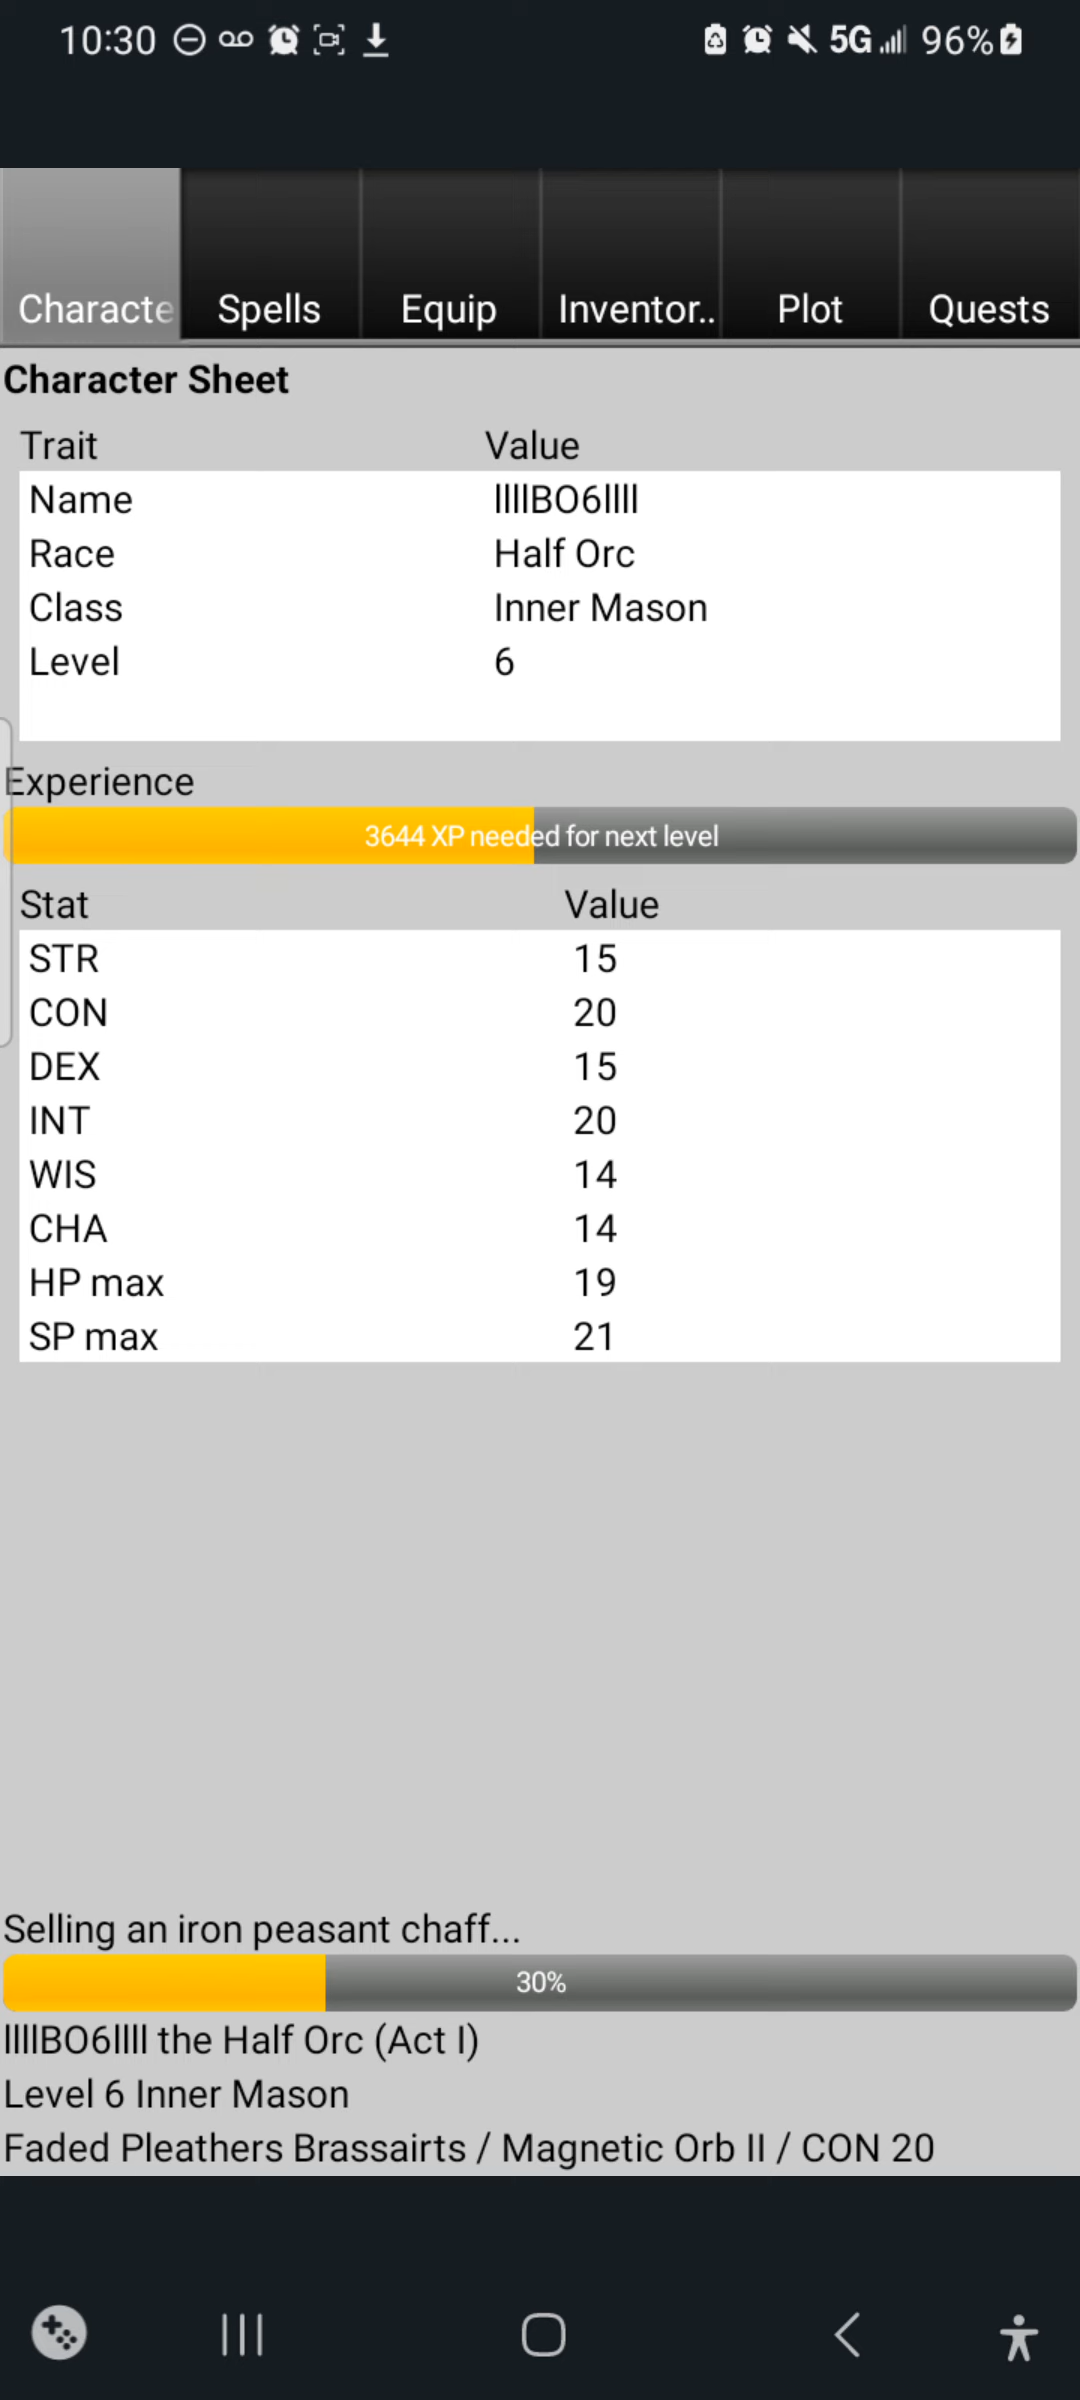 10:30 5G 96%
Characte Spells Equip Inventor.. Plot Quests
Character Sheet
Trait Value
Name llllBO6llll
Race Half Orc
Class Inner Mason
Level 6
Experience
3644 XP needed for next level
Stat Value
STR 15
CON 20
DEX 15
INT 20
WIS 14
CHA 14
HP max 19
SP max 21
Selling an iron peasant chaff...
30%
llllBO6llll the Half Orc (Act I)
Level 6 Inner Mason
Faded Pleathers Brassairts / Magnetic Orb II / CON 20